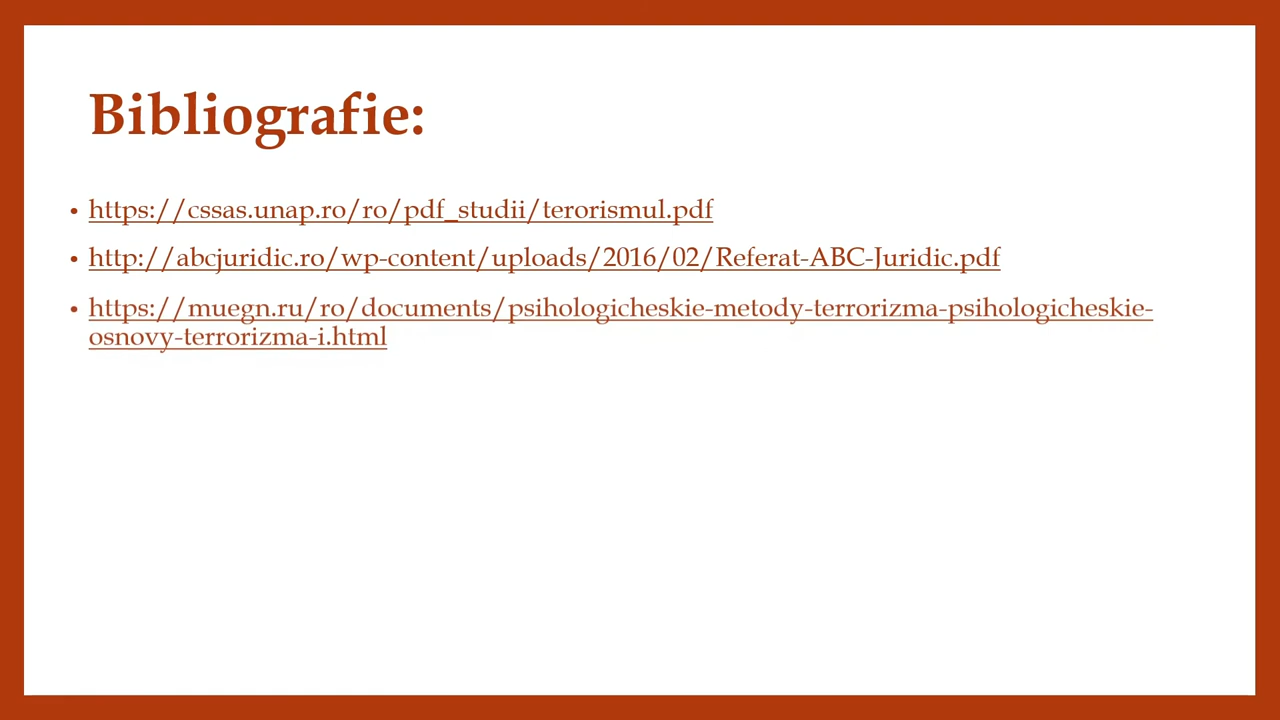 Bibliografie:
• https://cssas.unap.ro/ro/pdf_studii/terorismul.pdf
• http://abcjuridic.ro/wp-content/uploads/2016/02/Referat-ABC-Juridic.pdf
• https://muegn.ru/ro/documents/psihologicheskie-metody-terrorizma-psihologicheskie-
osnovy-terrorizma-i.html